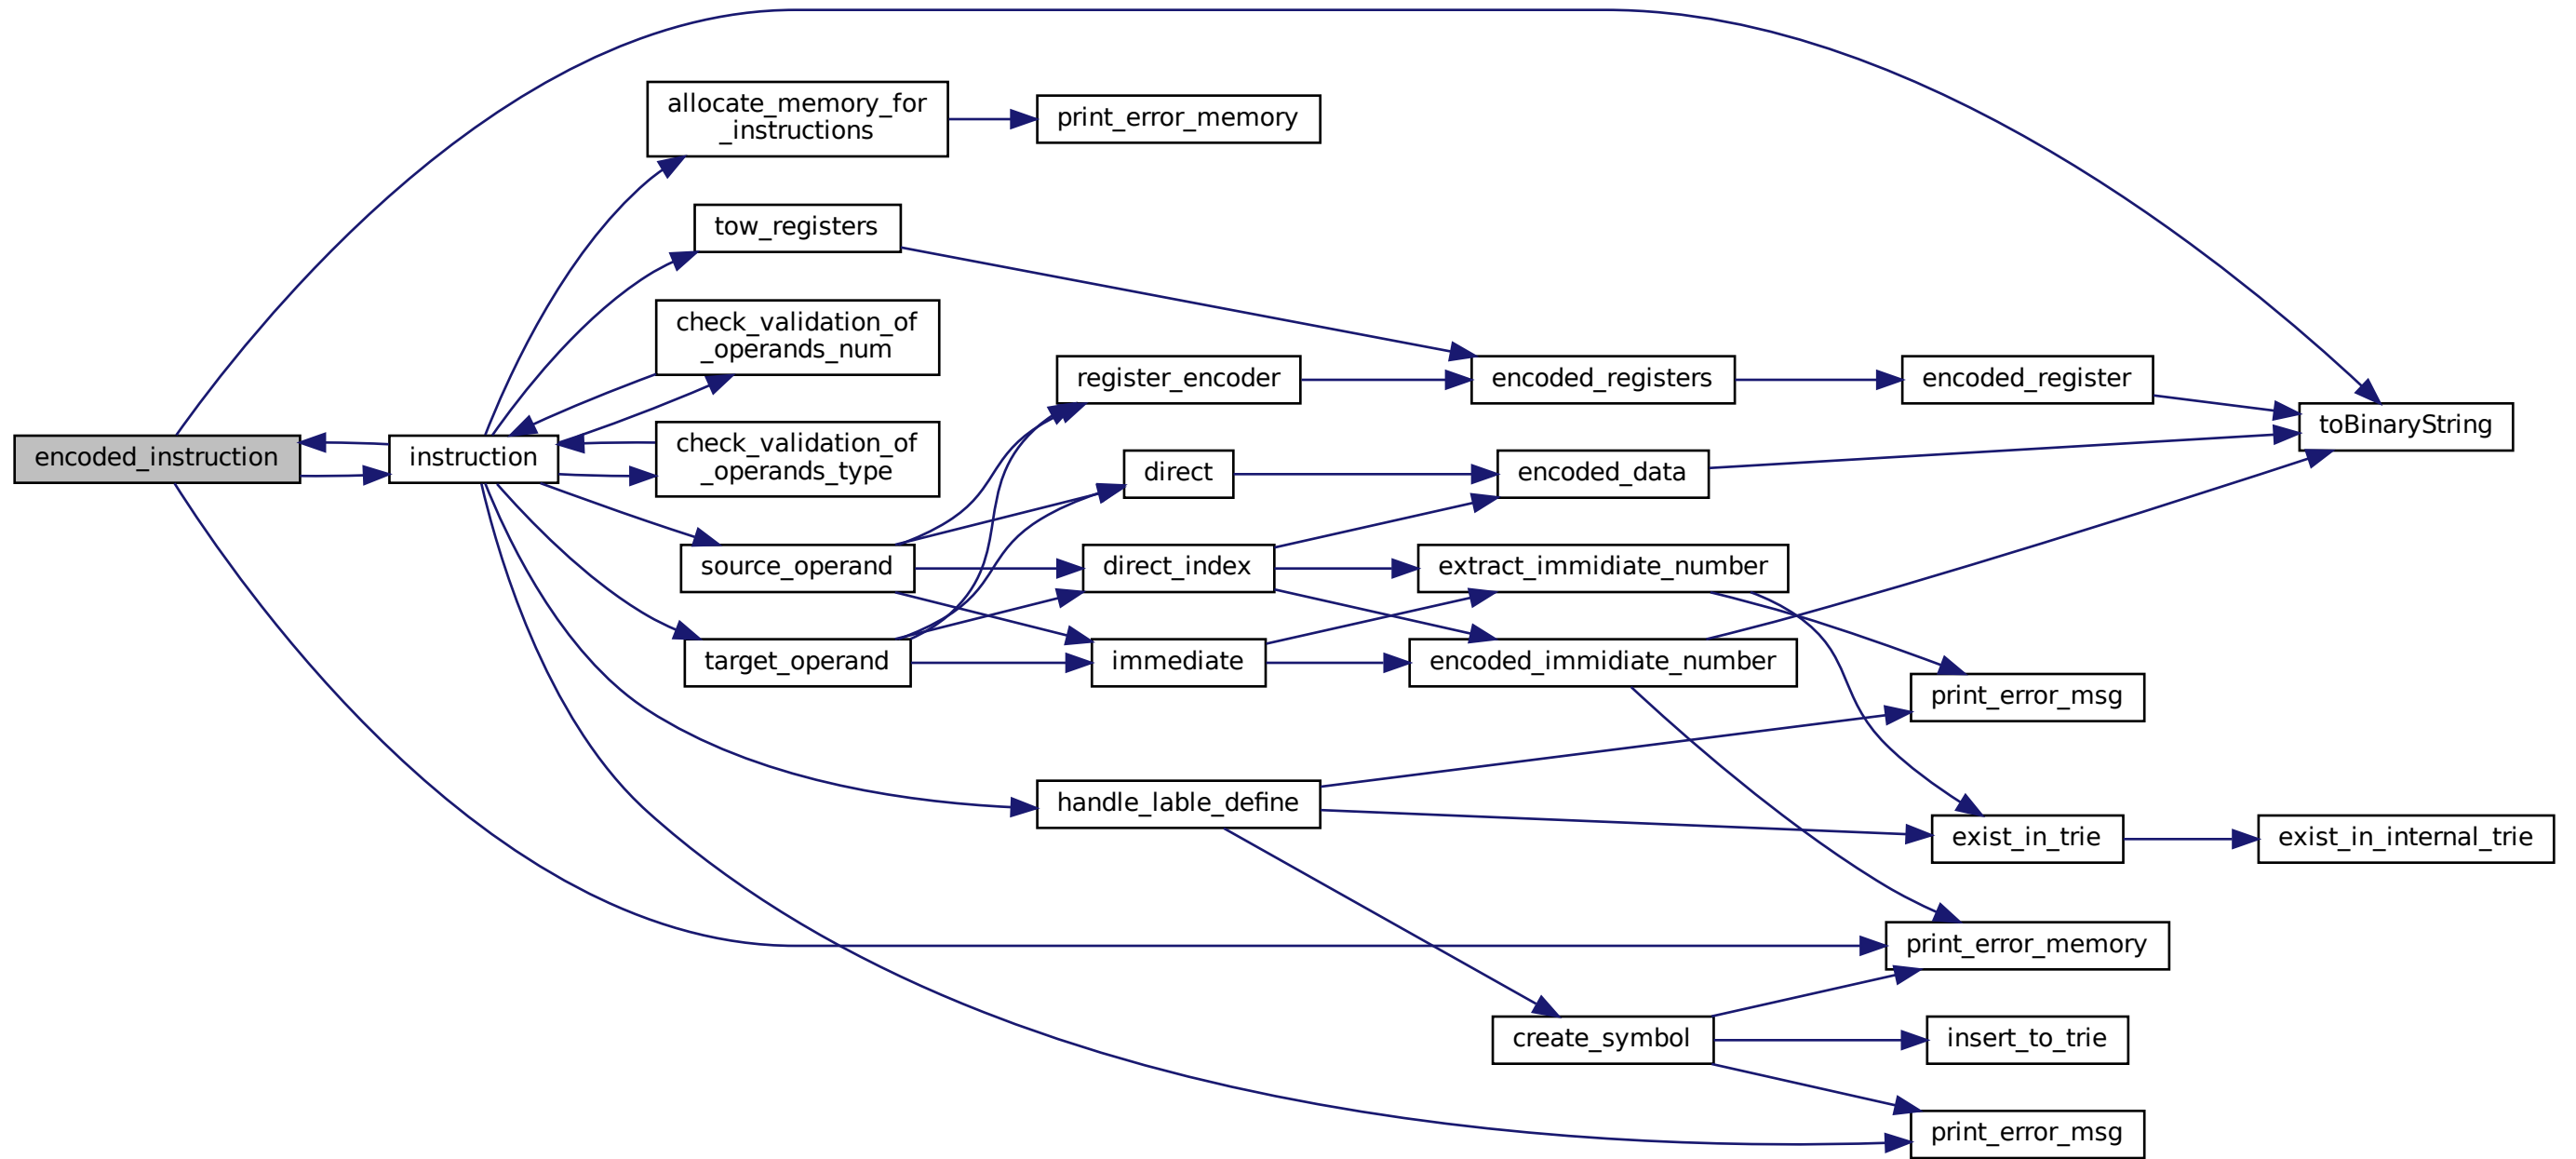 allocate_memory_for
_instructions
print_error_memory
tow_registers
check_validation_of
_operands_num
register_encoder
encoded_registers
encoded_register
toBinaryString
encoded_instruction
instruction
check_validation_of
_operands_type
direct
encoded_data
source_operand
direct_index
extract_immidiate_number
target_operand
immediate
encoded_immidiate_number
print_error_msg
handle_lable_define
exist_in_trie
exist_in_internal_trie
print_error_memory
create_symbol
insert_to_trie
print_error_msg